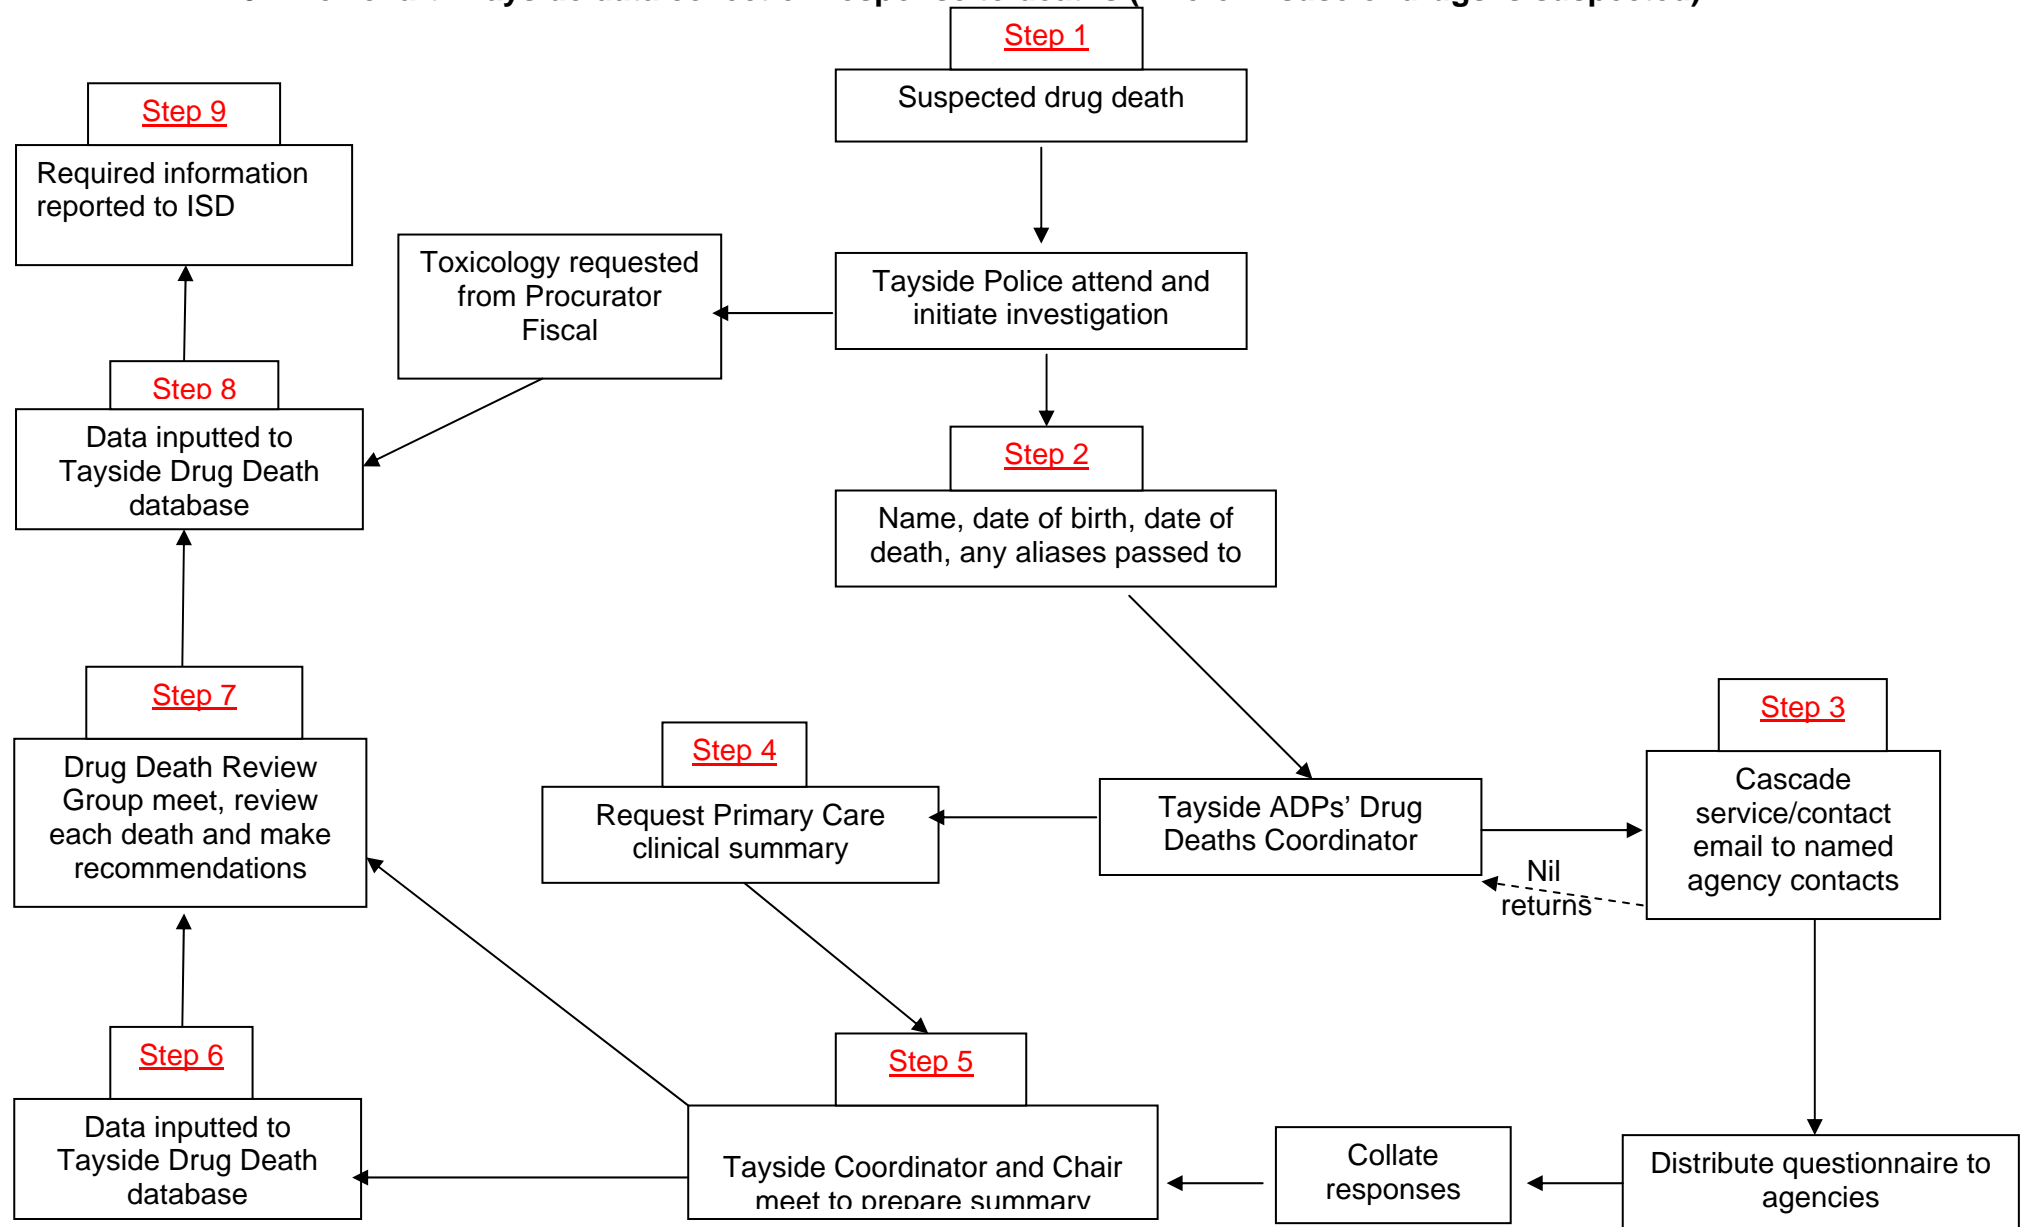 Step 1
Suspected drug death
Step 9
Required information
reported to ISD
Toxicology requested
from Procurator
Fiscal
Tayside Police attend and
initiate investigation
Step 8
Data inputted to
Tayside Drug Death
database
Step 2
Name, date of birth, date of
death, any aliases passed to
Step 7
Drug Death Review
Group meet, review
each death and make
recommendations
Step 4
Request Primary Care
clinical summary
Tayside ADPs' Drug
Deaths Coordinator
Step 3
Cascade
service/contact
email to named
agency contacts
Nil
returns
Step 6
Data inputted to
Tayside Drug Death
database
Step 5
Tayside Coordinator and Chair
meet to prepare summary
Collate
responses
Distribute questionnaire to
agencies